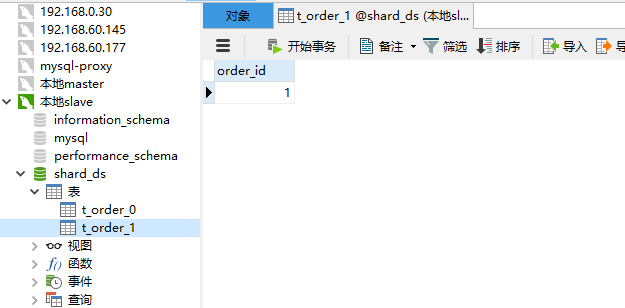 192.168.0.30
192.168.60.145
192.168.60.177
mysql-proxy
本地master
本地slave
information_schema
mysql
performance_schema
shard_ds
表
t_order_0
t_order_1
视图
函数
事件
查询
对象
t_order_1 @shard_ds (本地sl...
开始事务
备注
筛选
排序
导入
导
order_id
1